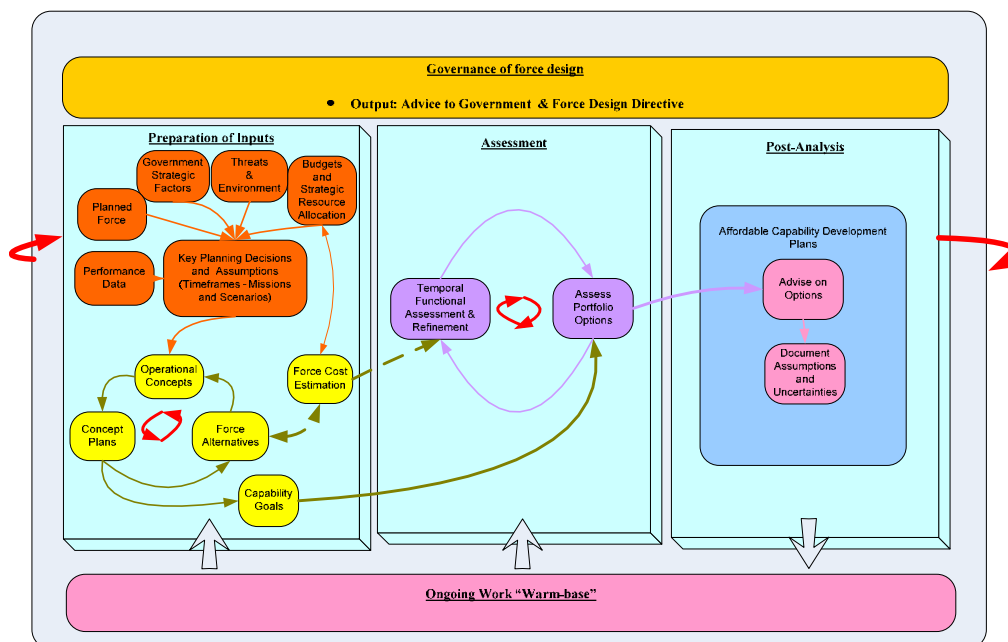 Governance of force design
• Output: Advice to Government & Force Design Directive
Preparation of Inputs
Planned
Force
Government
Strategic
Factors
Threats
&
Environment
Budgets
and
Strategic
Resource
Allocation
Performance
Data
Key Planning Decisions
and Assumptions
(Timeframes - Missions
and Scenarios)
Operational
Concepts
Force Cost
Estimation
Concept
Plans
Force
Alternatives
Capability
Goals
Assessment
Temporal
Functional
Assessment &
Refinement
Assess
Portfolio
Options
Post-Analysis
Affordable Capability Development
Plans
Advise on
Options
Document
Assumptions
and
Uncertainties
Ongoing Work “Warm-base”